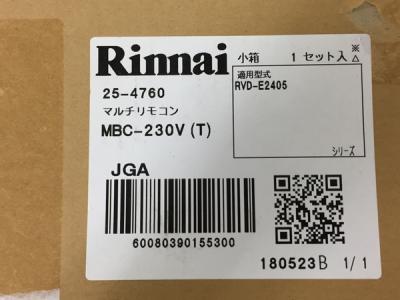 Rinnai
小箱 1 セット入 ※△
25-4760
適用型式
RVD-E2405
マルチリモコン
MBC-230V(T)
シリーズ
JGA
60080390155300
180523B 1/1